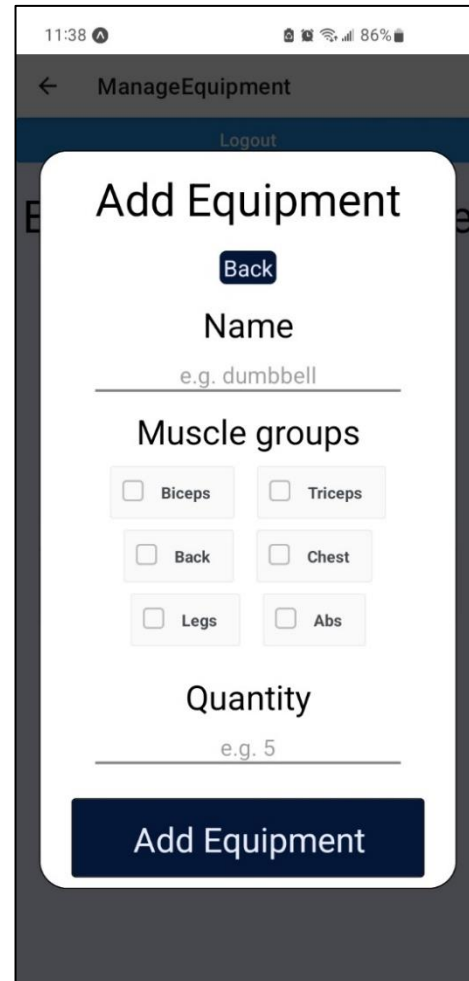 11:38 86%
ManageEquipment
Logout
E e
Add Equipment
Back
Name
e.g. dumbbell
Muscle groups
Biceps Triceps
Back Chest
Legs Abs
Quantity
e.g. 5
Add Equipment